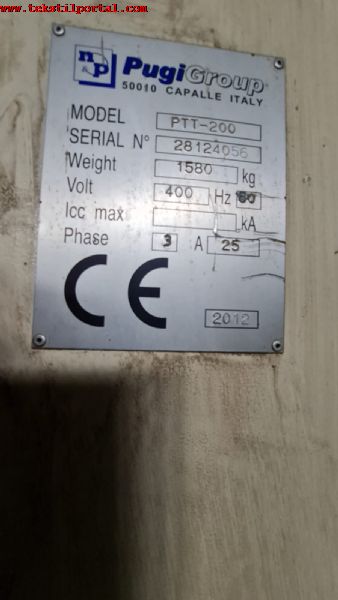 www.tekstilportal.com
np PugiGroup
50010 CAPALLE ITALY
MODEL PTT-200
SERIAL N° 28124056
Weight 1580 kg
Volt 400 Hz
Icc max kA
Phase 3 A 25
CE
2012